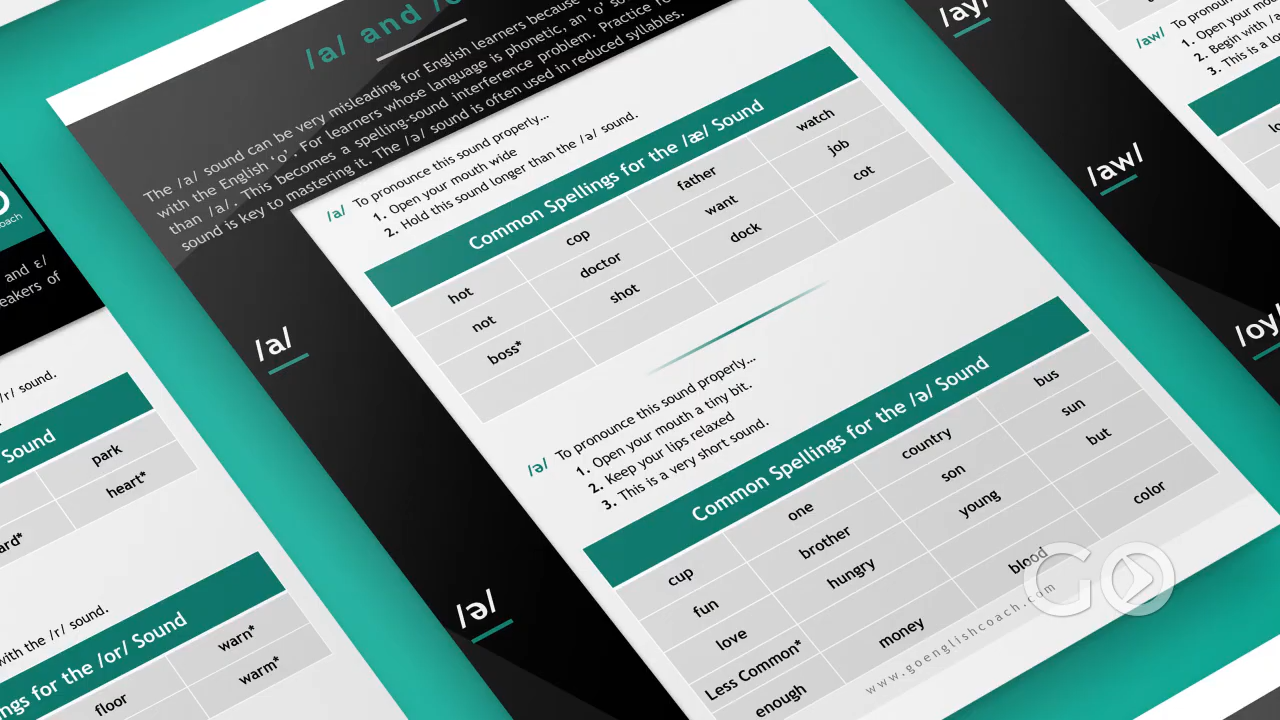 /a/ and /
The /a/ sound can be very misleading for English learners because
with the English 'o'. For learners whose language is phonetic, an 'o'
than /a/. This becomes a spelling-sound interference problem. Practice
sound is key to mastering it. The /ə/ sound is often used in reduced syllables.
/a/ To pronounce this sound properly...
1. Open your mouth wide
2. Hold this sound longer than the /ə/ sound.
Common Spellings for the /æ/ Sound
hot cop father watch
not doctor want job
boss* shot dock cot
/a/
/ə/ To pronounce this sound properly...
1. Open your mouth a tiny bit.
2. Keep your lips relaxed
3. This is a very short sound.
Common Spellings for the /ə/ Sound
cup one country bus
fun brother son sun
love hungry young but
Less Common*
enough money blood color
/ə/
www.goenglishcoach.com
GO
and ɛ/
eakers of
/r/ sound.
Sound
park
heart*
ard*
with the /r/ sound.
ngs for the /or/ Sound
floor warn*
warm*
/ay/
/aw/
/oy/
/aw/ To pronounce
1. Open your mou
2. Begin with /
3. This is a lo